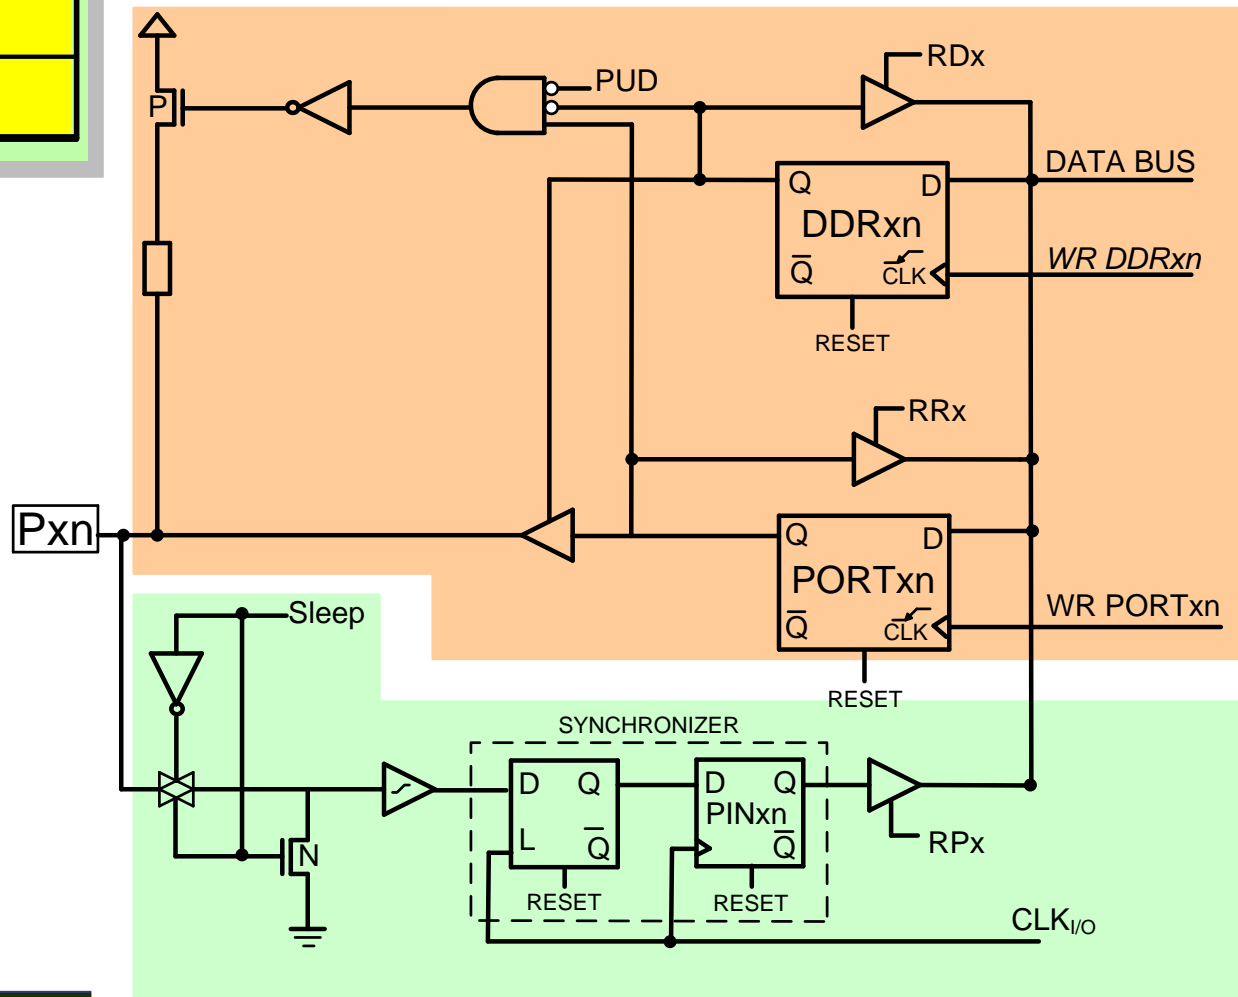 RDx
P
PUD
DATA BUS
Q D
DDRxn
Q̅ CLK
WR DDRxn
RESET
RRx
Pxn
Q D
PORTxn
Q̅ CLK
WR PORTxn
Sleep
RESET
SYNCHRONIZER
D Q
L Q̅
D Q
PINxn
Q̅
RPx
N
RESET
RESET
CLKI/O